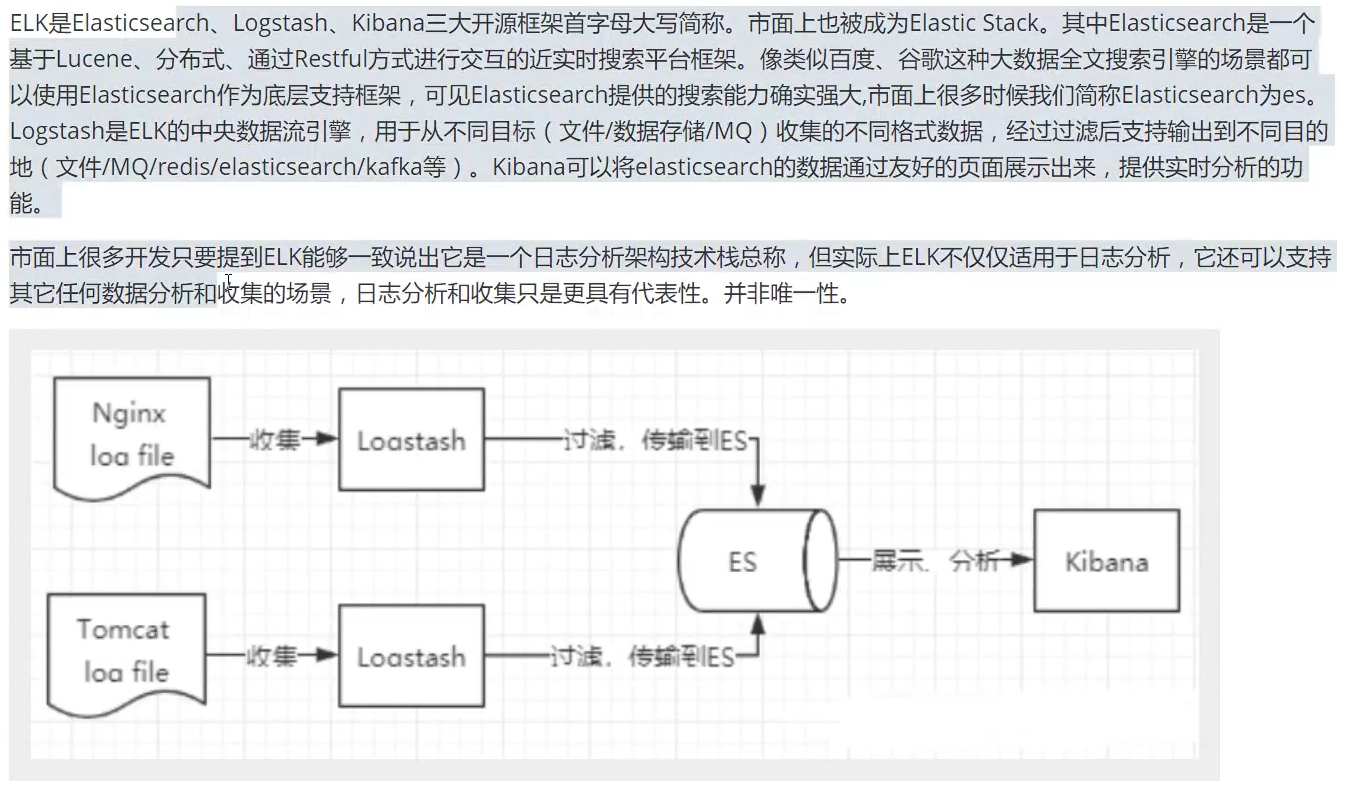 ELK是Elasticsearch、Logstash、Kibana三大开源框架首字母大写简称。市面上也被成为Elastic Stack。其中Elasticsearch是一个
基于Lucene、分布式、通过Restful方式进行交互的近实时搜索平台框架。像类似百度、谷歌这种大数据全文搜索引擎的场景都可
以使用Elasticsearch作为底层支持框架，可见Elasticsearch提供的搜索能力确实强大,市面上很多时候我们简称Elasticsearch为es。
Logstash是ELK的中央数据流引擎，用于从不同目标（文件/数据存储/MQ）收集的不同格式数据，经过过滤后支持输出到不同目的
地（文件/MQ/redis/elasticsearch/kafka等）。Kibana可以将elasticsearch的数据通过友好的页面展示出来，提供实时分析的功
能。
市面上很多开发只要提到ELK能够一致说出它是一个日志分析架构技术栈总称，但实际上ELK不仅仅适用于日志分析，它还可以支持
其它任何数据分析和收集的场景，日志分析和收集只是更具有代表性。并非唯一性。
Nginx
log file
收集
Logstash
过滤，传输到ES
ES
展示，分析
Kibana
Tomcat
log file
收集
Logstash
过滤，传输到ES